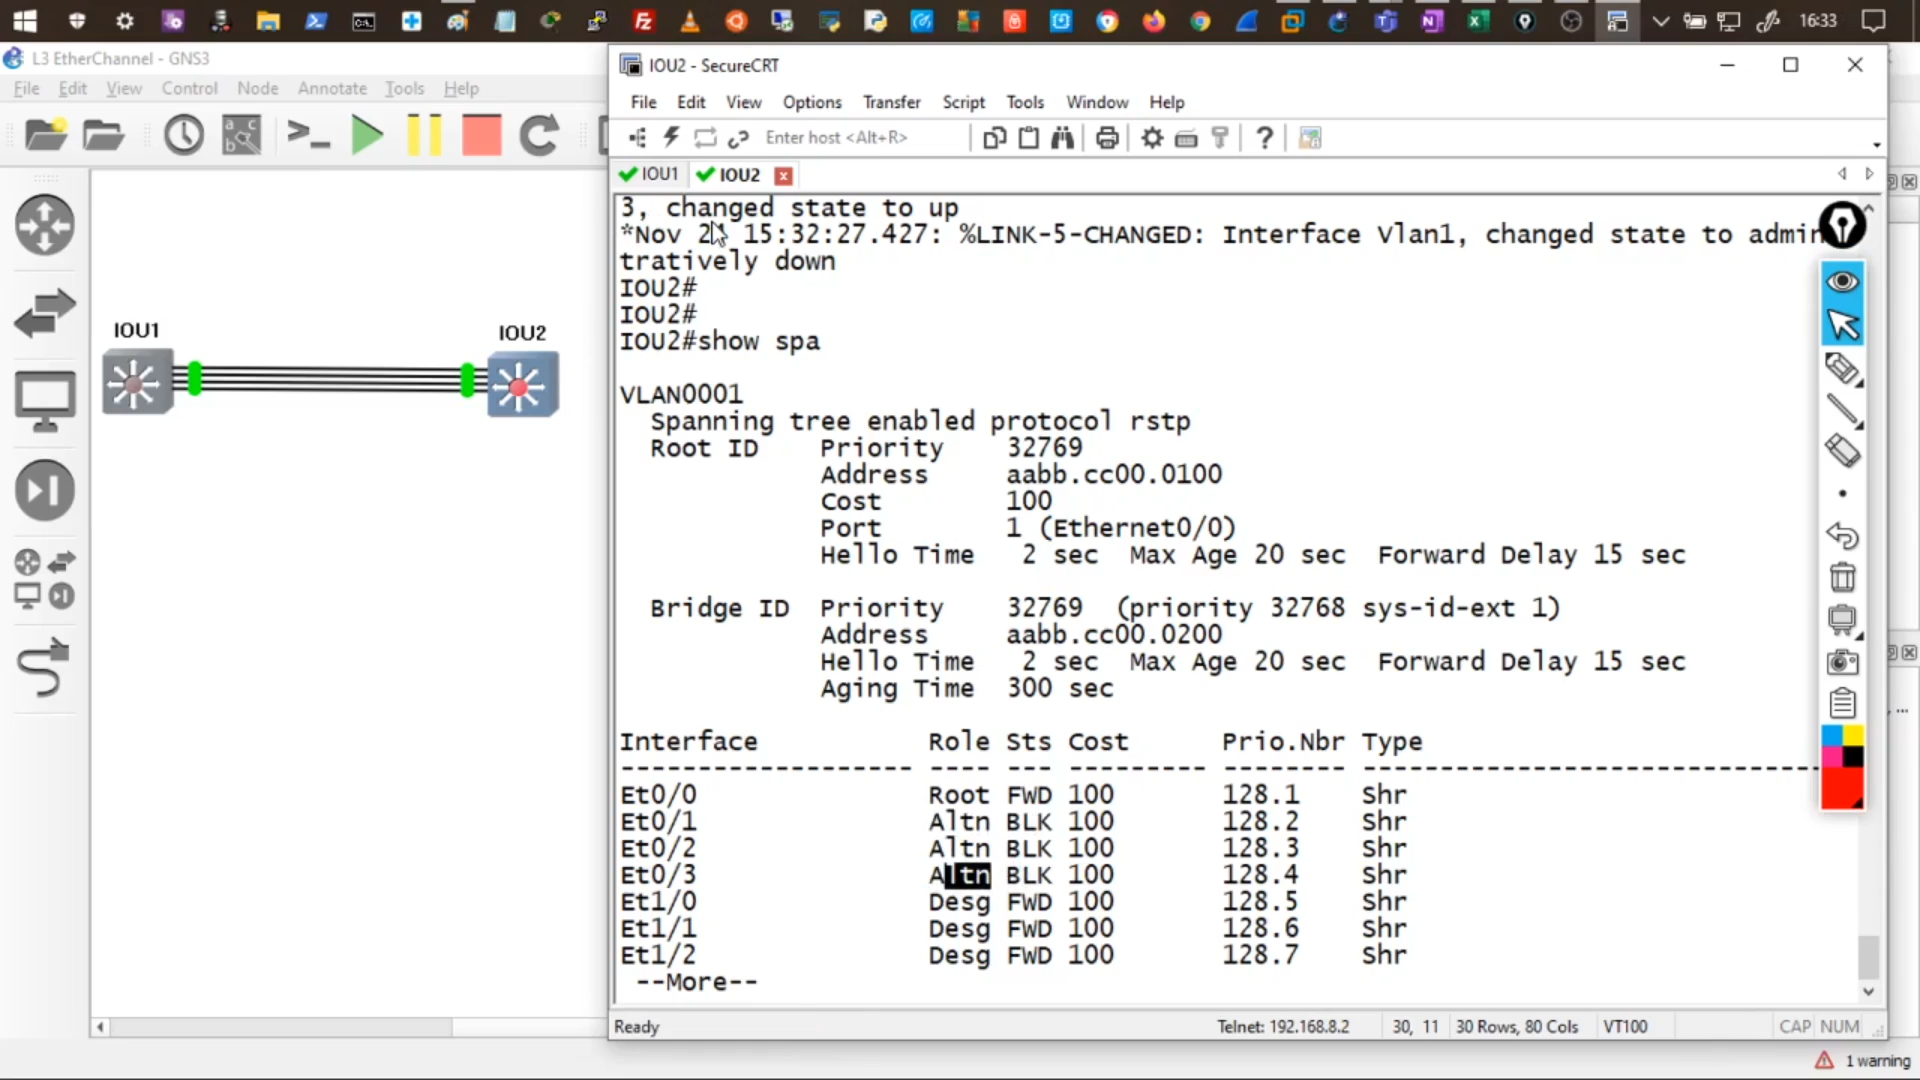 16:33
L3 EtherChannel - GNS3
File Edit View Control Node Annotate Tools Help
IOU1
IOU2
IOU2 - SecureCRT
File Edit View Options Transfer Script Tools Window Help
Enter host <Alt+R>
IOU1 IOU2
3, changed state to up
*Nov 2 15:32:27.427: %LINK-5-CHANGED: Interface Vlan1, changed state to admin
tratively down
IOU2#
IOU2#
IOU2#show spa
VLAN0001
Spanning tree enabled protocol rstp
Root ID Priority 32769
Address aabb.cc00.0100
Cost 100
Port 1 (Ethernet0/0)
Hello Time 2 sec Max Age 20 sec Forward Delay 15 sec
Bridge ID Priority 32769 (priority 32768 sys-id-ext 1)
Address aabb.cc00.0200
Hello Time 2 sec Max Age 20 sec Forward Delay 15 sec
Aging Time 300 sec
Interface Role Sts Cost Prio.Nbr Type
------------------- ---- --- --------- -------- ------------------------------
Et0/0 Root FWD 100 128.1 Shr
Et0/1 Altn BLK 100 128.2 Shr
Et0/2 Altn BLK 100 128.3 Shr
Et0/3 Altn BLK 100 128.4 Shr
Et1/0 Desg FWD 100 128.5 Shr
Et1/1 Desg FWD 100 128.6 Shr
Et1/2 Desg FWD 100 128.7 Shr
--More--
Ready Telnet: 192.168.8.2 30, 11 30 Rows, 80 Cols VT100 CAP NUM
1 warning